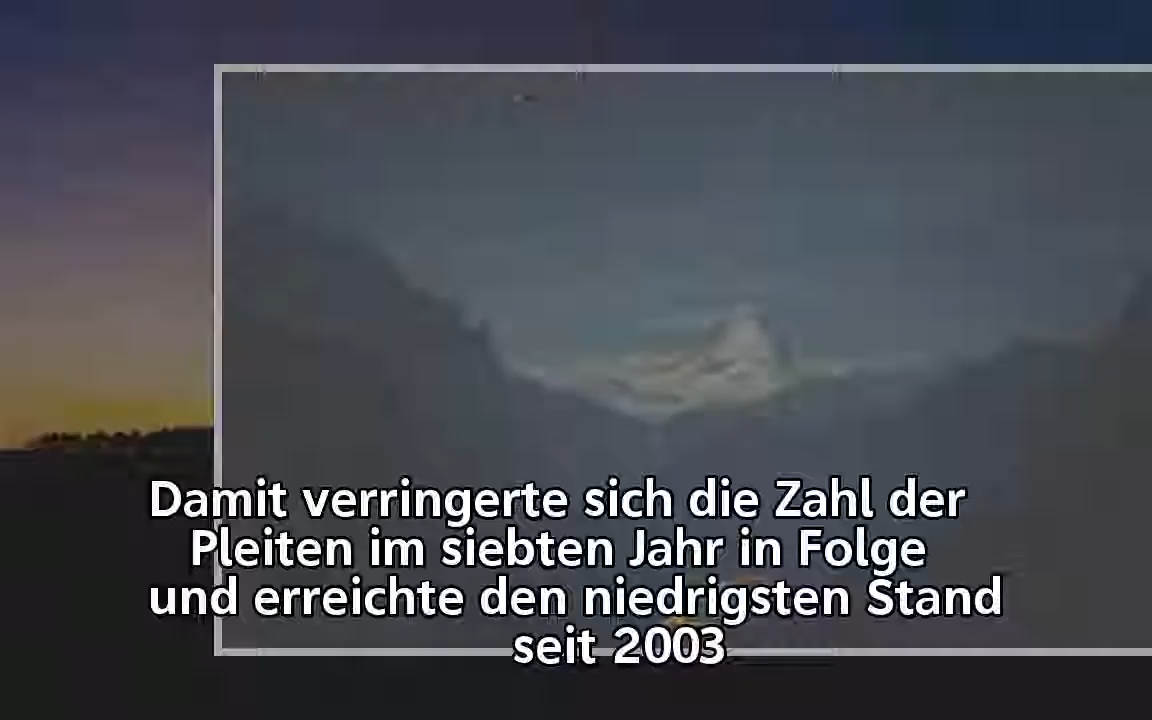 Damit verringerte sich die Zahl der
Pleiten im siebten Jahr in Folge
und erreichte den niedrigsten Stand
seit 2003